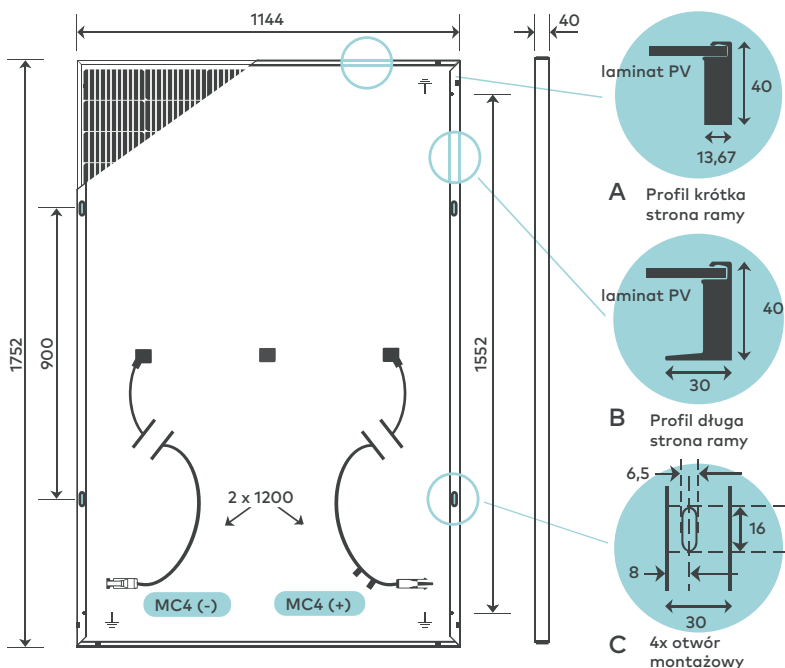 1144
40
laminat PV
40
13,67
A Profil krótka
strona ramy
1752
900
1552
laminat PV
40
30
B Profil długa
strona ramy
2 x 1200
6,5
16
8
30
MC4 (-)
MC4 (+)
C 4x otwór
montażowy